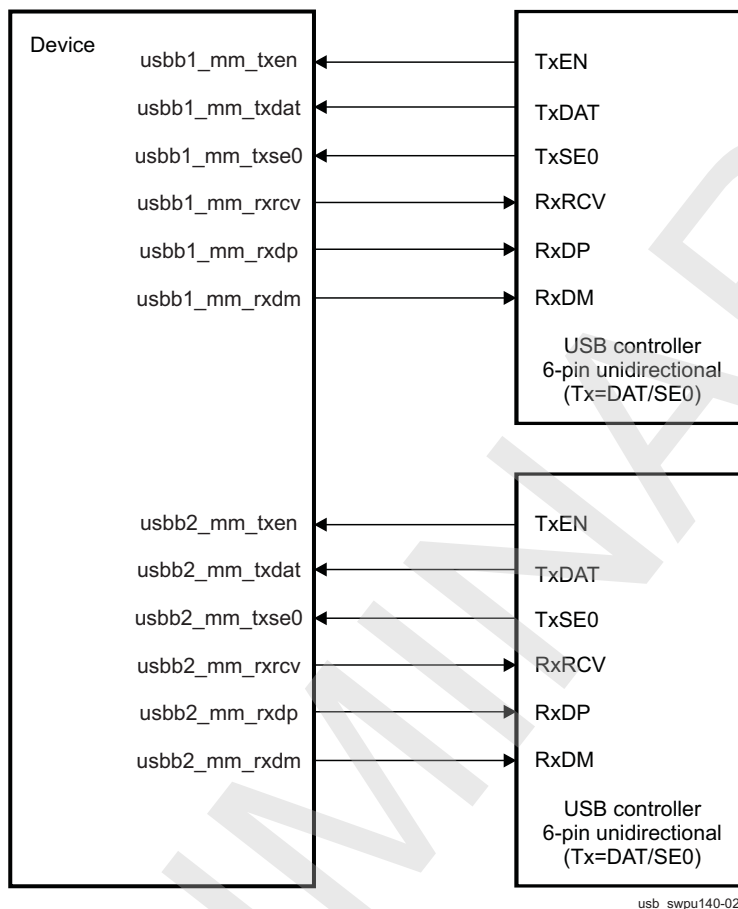 Device
usbb1_mm_txen
TxEN
usbb1_mm_txdat
TxDAT
usbb1_mm_txse0
TxSE0
usbb1_mm_rxrcv
RxRCV
usbb1_mm_rxdp
RxDP
usbb1_mm_rxdm
RxDM
USB controller
6-pin unidirectional
(Tx=DAT/SE0)
usbb2_mm_txen
TxEN
usbb2_mm_txdat
TxDAT
usbb2_mm_txse0
TxSE0
usbb2_mm_rxrcv
RxRCV
usbb2_mm_rxdp
RxDP
usbb2_mm_rxdm
RxDM
USB controller
6-pin unidirectional
(Tx=DAT/SE0)
usb_swpu140-02